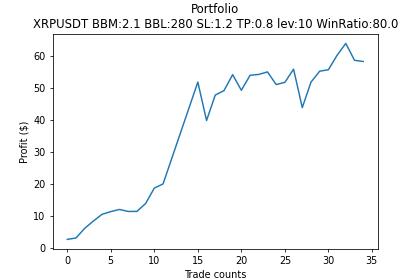 Portfolio
XRPUSDT BBM:2.1 BBL:280 SL:1.2 TP:0.8 lev:10 WinRatio:80.0
60
50
40
30
20
10
0
Profit ($)
0 5 10 15 20 25 30 35
Trade counts